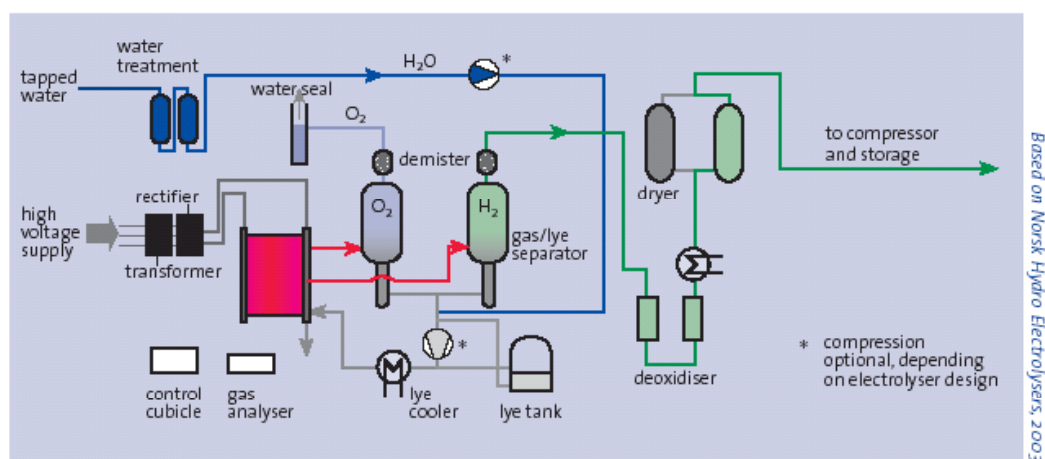 water
treatment
tapped
water
H₂O
*
water seal
O₂
demister
to compressor
and storage
dryer
rectifier
high
voltage
supply
transformer
O₂
H₂
gas/lye
separator
*
control
cubicle
gas
analyser
lye
cooler
lye tank
deoxidiser
* compression
optional, depending
on electrolyser design
Based on Norsk Hydro Electrolysers, 2003